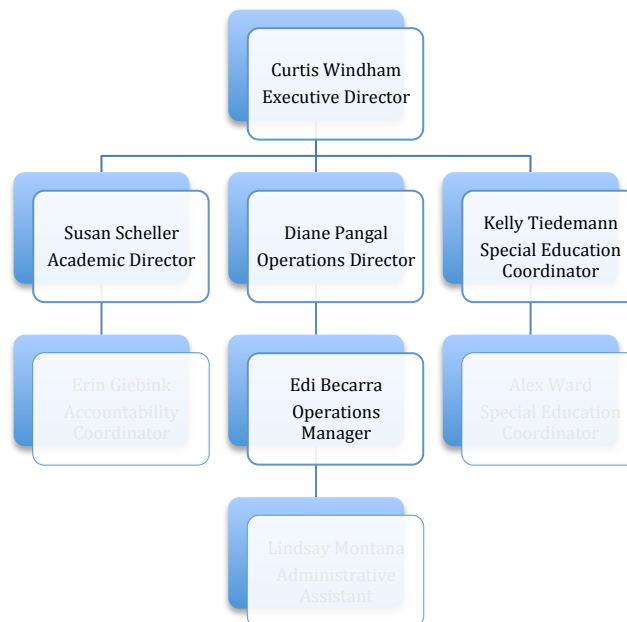 Curtis Windham
Executive Director
Susan Scheller
Academic Director
Diane Pangal
Operations Director
Kelly Tiedemann
Special Education
Coordinator
Erin Giebink
Accountability
Coordinator
Edi Becarra
Operations
Manager
Alex Ward
Special Education
Coordinator
Lindsay Montana
Administrative
Assistant